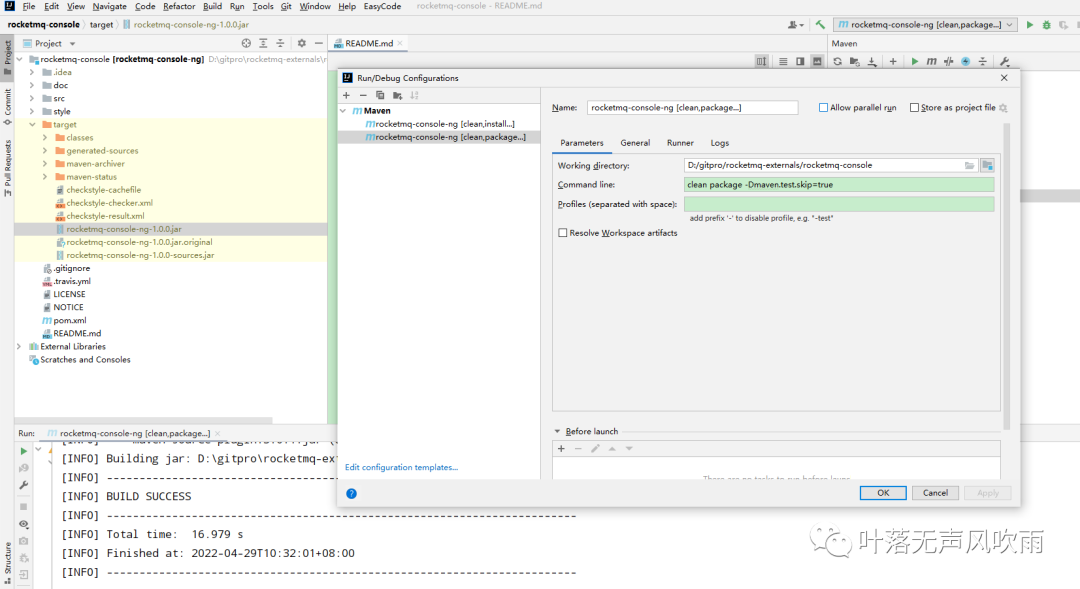 File Edit View Navigate Code Refactor Build Run Tools Git Window Help EasyCode rocketmq-console - README.md
rocketmq-console target rocketmq-console-ng-1.0.0.jar
rocketmq-console-ng [clean,package...]
Project
README.md
Maven
Project
Commit
Pull Requests
Structure
rocketmq-console [rocketmq-console-ng] D:\gitpro\rocketmq-externals\r
.idea
doc
src
style
target
classes
generated-sources
maven-archiver
maven-status
checkstyle-cachefile
checkstyle-checker.xml
checkstyle-result.xml
rocketmq-console-ng-1.0.0.jar
rocketmq-console-ng-1.0.0.jar.original
rocketmq-console-ng-1.0.0-sources.jar
.gitignore
.travis.yml
LICENSE
NOTICE
pom.xml
README.md
External Libraries
Scratches and Consoles
Run/Debug Configurations
Maven
rocketmq-console-ng [clean,install...]
rocketmq-console-ng [clean,package...]
Edit configuration templates...
Name: rocketmq-console-ng [clean,package...] Allow parallel run Store as project file
Parameters General Runner Logs
Working directory: D:/gitpro/rocketmq-externals/rocketmq-console
Command line: clean package -Dmaven.test.skip=true
Profiles (separated with space):
add prefix '-' to disable profile, e.g. "-test"
Resolve Workspace artifacts
Before launch
There are no tasks to run before launch
OK Cancel Apply
Run: rocketmq-console-ng [clean,package...]
[INFO] Building jar: D:\gitpro\rocketmq-ex
[INFO] ------------------------------------------------------------------------
[INFO] BUILD SUCCESS
[INFO] ------------------------------------------------------------------------
[INFO] Total time:  16.979 s
[INFO] Finished at: 2022-04-29T10:32:01+08:00
[INFO] ------------------------------------------------------------------------
叶落无声风吹雨